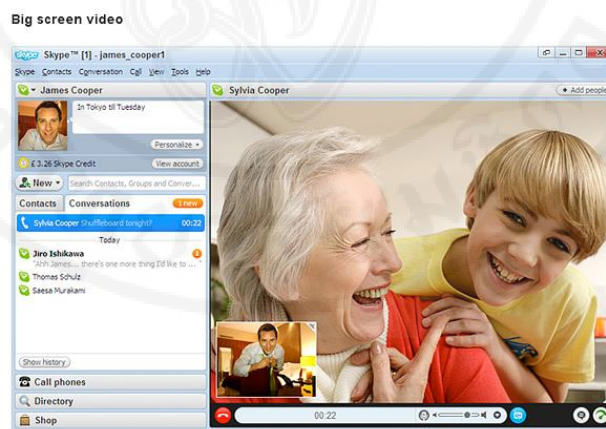 Big screen video
Skype™ [1] - james_cooper1
Skype Contacts Conversation Call View Tools Help
James Cooper
Sylvia Cooper
Add people
In Tokyo til Tuesday
Personalize
£ 3.26 Skype Credit
View account
New
Search Contacts, Groups and Conver...
Contacts
Conversations
1 new
Sylvia Cooper Shuffleboard tonight?
00:22
Today
Jiro Ishikawa
"Ahh James... there's one more thing I'd like to ...
Thomas Schulz
Saesa Murakami
Show history
Call phones
Directory
Shop
00:22